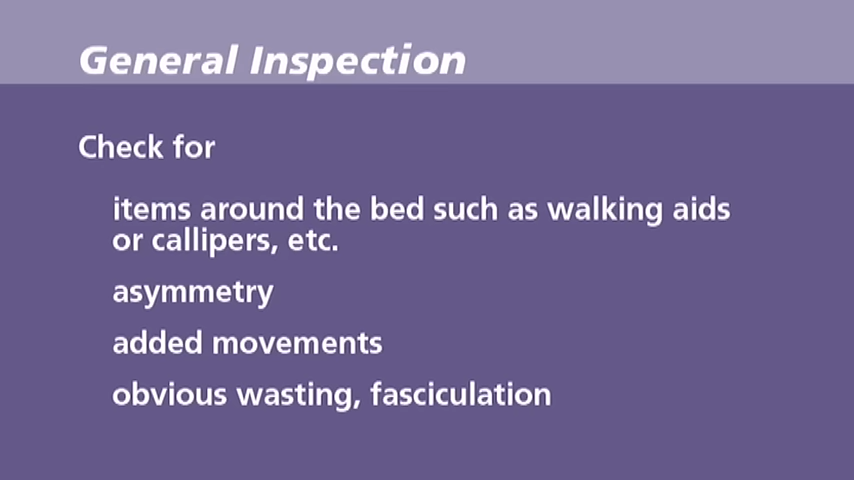 General Inspection
Check for
items around the bed such as walking aids
or callipers, etc.
asymmetry
added movements
obvious wasting, fasciculation